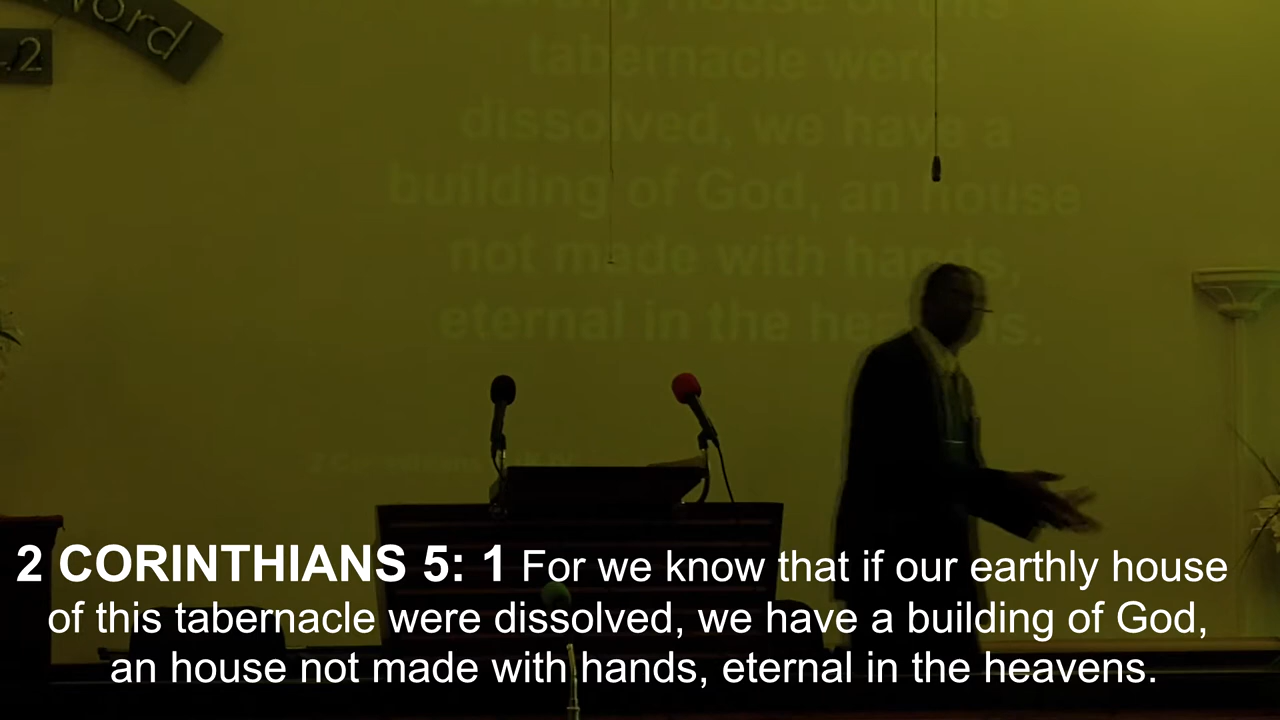 Word
.2
tabernacle were
dissolved, we have a
building of God, an house
not made with hands,
eternal in the heavens.
2 CORINTHIANS 5: 1 For we know that if our earthly house
of this tabernacle were dissolved, we have a building of God,
an house not made with hands, eternal in the heavens.